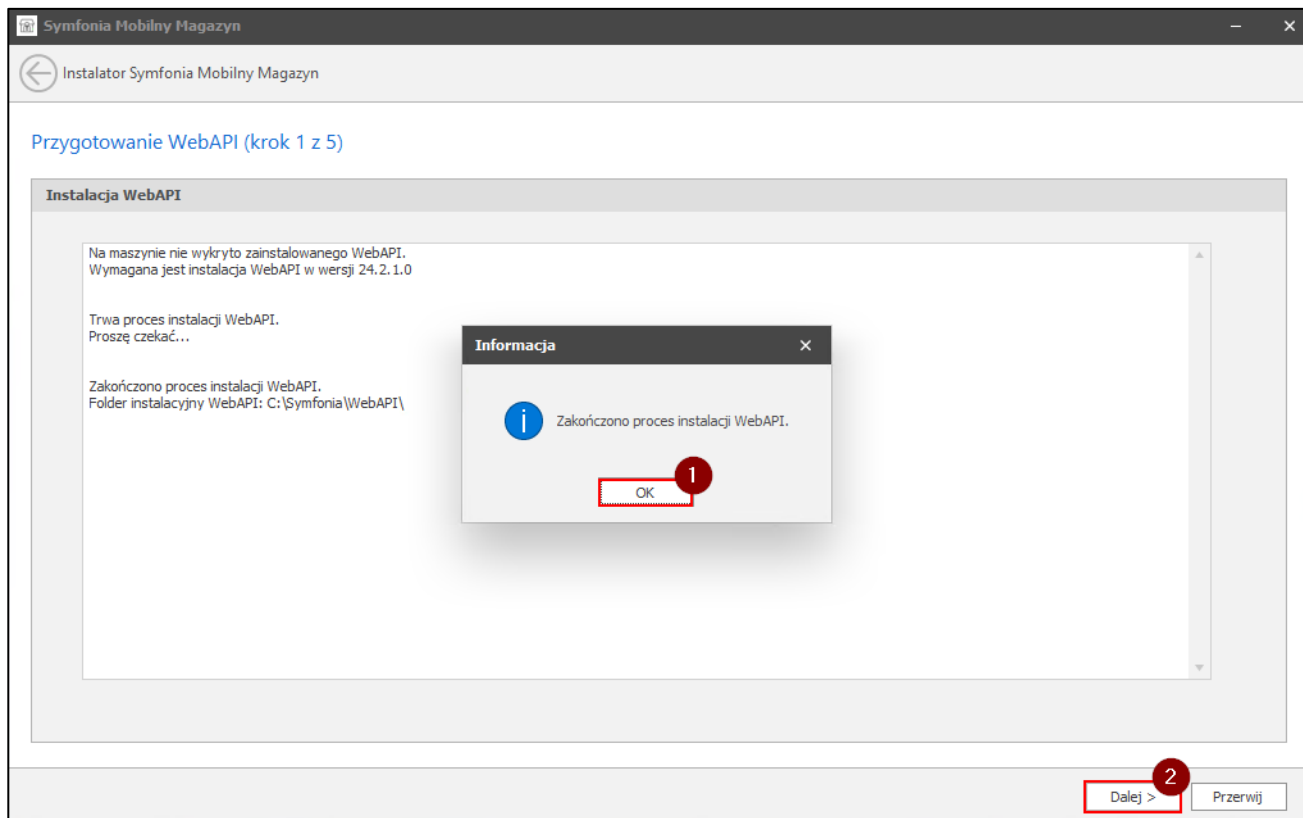 Symfonia Mobilny Magazyn
Instalator Symfonia Mobilny Magazyn
Przygotowanie WebAPI (krok 1 z 5)
Instalacja WebAPI
Na maszynie nie wykryto zainstalowanego WebAPI.
Wymagana jest instalacja WebAPI w wersji 24.2.1.0
Trwa proces instalacji WebAPI.
Proszę czekać...
Zakończono proces instalacji WebAPI.
Folder instalacyjny WebAPI: C:\Symfonia\WebAPI\
Informacja
Zakończono proces instalacji WebAPI.
1
OK
2
Dalej >
Przerwij